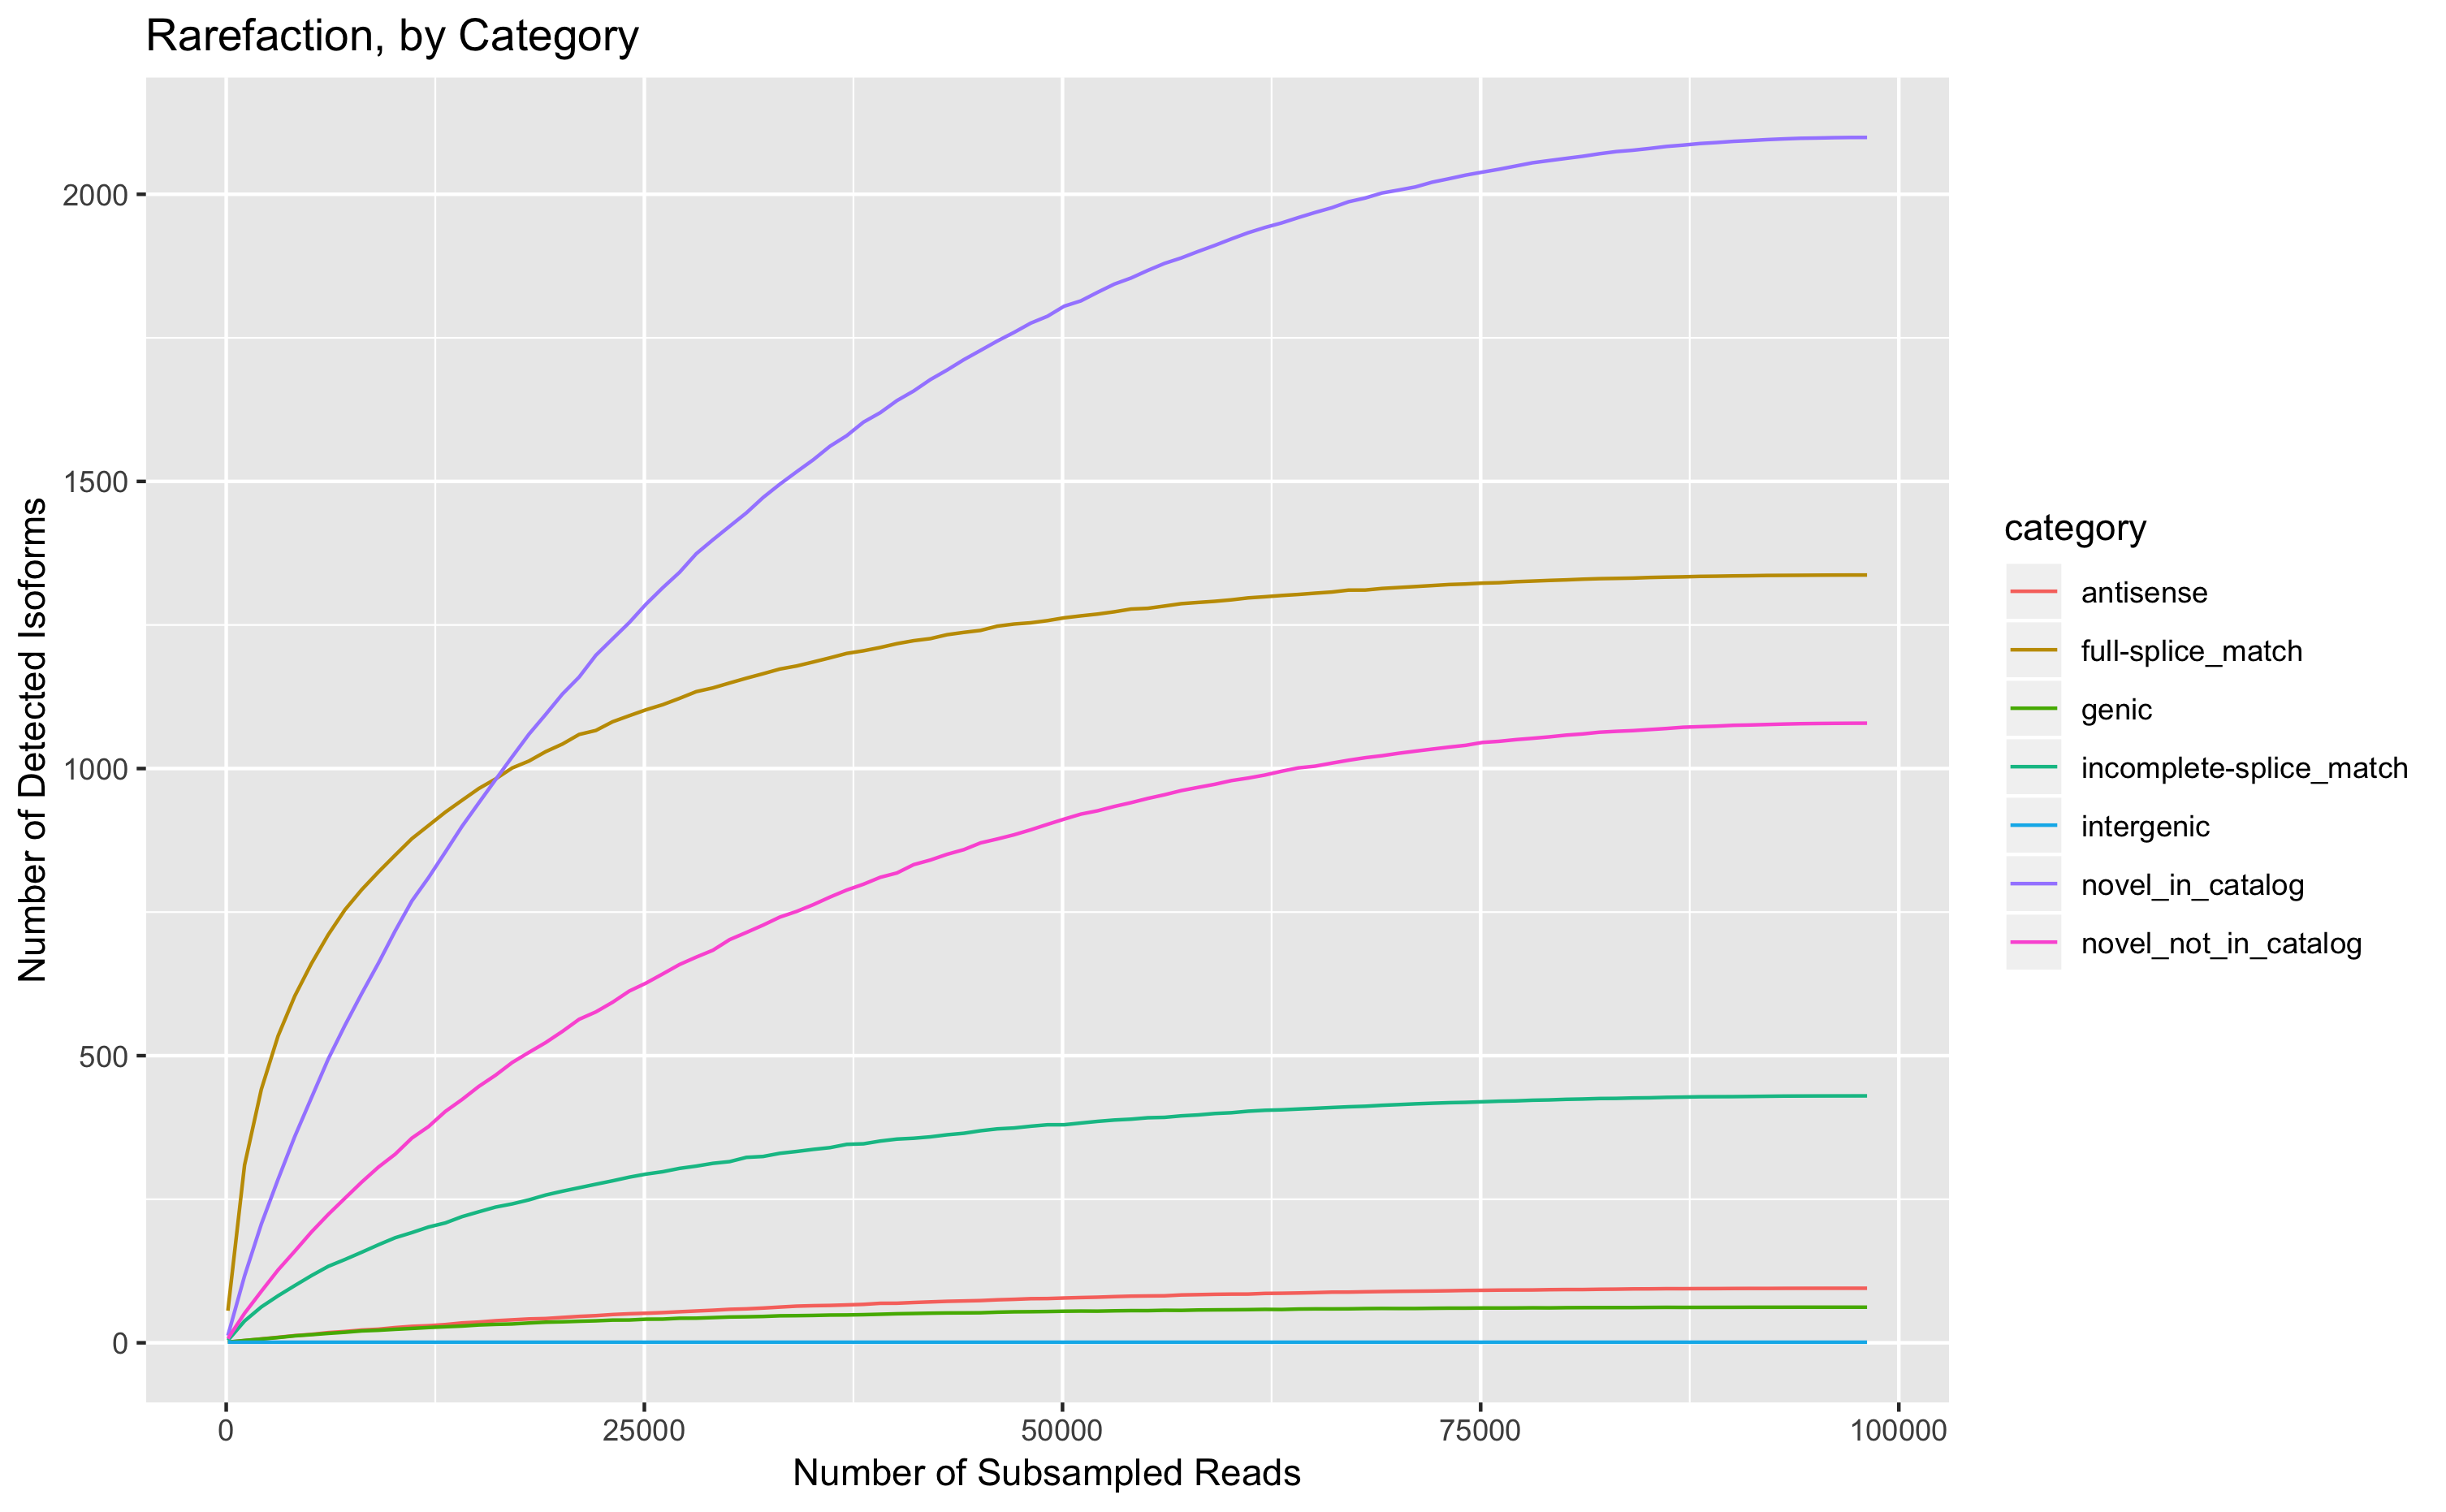 Rarefaction, by Category
Number of Detected Isoforms
2000
1500
1000
500
0
0
25000
50000
75000
100000
Number of Subsampled Reads
category
antisense
full-splice_match
genic
incomplete-splice_match
intergenic
novel_in_catalog
novel_not_in_catalog